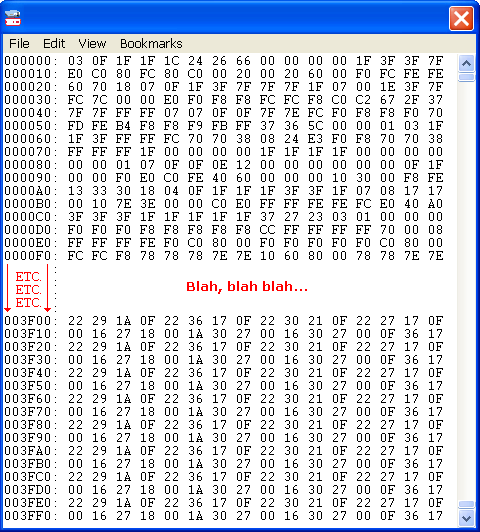 File Edit View Bookmarks
000000: 03 0F 1F 1F 1C 24 26 66 00 00 00 00 1F 3F 3F 7F
000010: E0 C0 80 FC 80 C0 00 20 00 20 60 00 F0 FC FE FE
000020: 60 70 18 07 0F 1F 3F 7F 7F 7F 1F 07 00 1E 3F 7F
000030: FC 7C 00 00 E0 F0 F8 F8 FC FC F8 C0 C2 67 2F 37
000040: 7F 7F FF FF 07 07 0F 0F 7F 7E FC F0 F8 F8 F0 70
000050: FD FE B4 F8 F8 F9 FB FF 37 36 5C 00 00 01 03 1F
000060: 1F 3F FF FF FC 70 70 38 08 24 E3 F0 F8 70 70 38
000070: FF FF FF 1F 00 00 00 00 1F 1F 1F 1F 00 00 00 00
000080: 00 00 01 07 0F 0F 0E 12 00 00 00 00 00 00 0F 1F
000090: 00 00 F0 E0 C0 FE 40 60 00 00 00 10 30 00 F8 FE
0000A0: 13 33 30 18 04 0F 1F 1F 1F 3F 3F 1F 07 08 17 17
0000B0: 00 10 7E 3E 00 00 C0 E0 FF FF FE FE FC E0 40 A0
0000C0: 3F 3F 3F 1F 1F 1F 1F 1F 37 27 23 03 01 00 00 00
0000D0: F0 F0 F0 F8 F8 F8 F8 F8 CC FF FF FF FF 70 00 08
0000E0: FF FF FF FE F0 C0 80 00 F0 F0 F0 F0 F0 C0 80 00
0000F0: FC FC F8 78 78 78 7E 7E 10 60 80 00 78 78 7E 7E
ETC.
ETC. Blah, blah blah...
ETC.
003F00: 22 29 1A 0F 22 36 17 0F 22 30 21 0F 22 27 17 0F
003F10: 00 16 27 18 00 1A 30 27 00 16 30 27 00 0F 36 17
003F20: 22 29 1A 0F 22 36 17 0F 22 30 21 0F 22 27 17 0F
003F30: 00 16 27 18 00 1A 30 27 00 16 30 27 00 0F 36 17
003F40: 22 29 1A 0F 22 36 17 0F 22 30 21 0F 22 27 17 0F
003F50: 00 16 27 18 00 1A 30 27 00 16 30 27 00 0F 36 17
003F60: 22 29 1A 0F 22 36 17 0F 22 30 21 0F 22 27 17 0F
003F70: 00 16 27 18 00 1A 30 27 00 16 30 27 00 0F 36 17
003F80: 22 29 1A 0F 22 36 17 0F 22 30 21 0F 22 27 17 0F
003F90: 00 16 27 18 00 1A 30 27 00 16 30 27 00 0F 36 17
003FA0: 22 29 1A 0F 22 36 17 0F 22 30 21 0F 22 27 17 0F
003FB0: 00 16 27 18 00 1A 30 27 00 16 30 27 00 0F 36 17
003FC0: 22 29 1A 0F 22 36 17 0F 22 30 21 0F 22 27 17 0F
003FD0: 00 16 27 18 00 1A 30 27 00 16 30 27 00 0F 36 17
003FE0: 22 29 1A 0F 22 36 17 0F 22 30 21 0F 22 27 17 0F
003FF0: 00 16 27 18 00 1A 30 27 00 16 30 27 00 0F 36 17